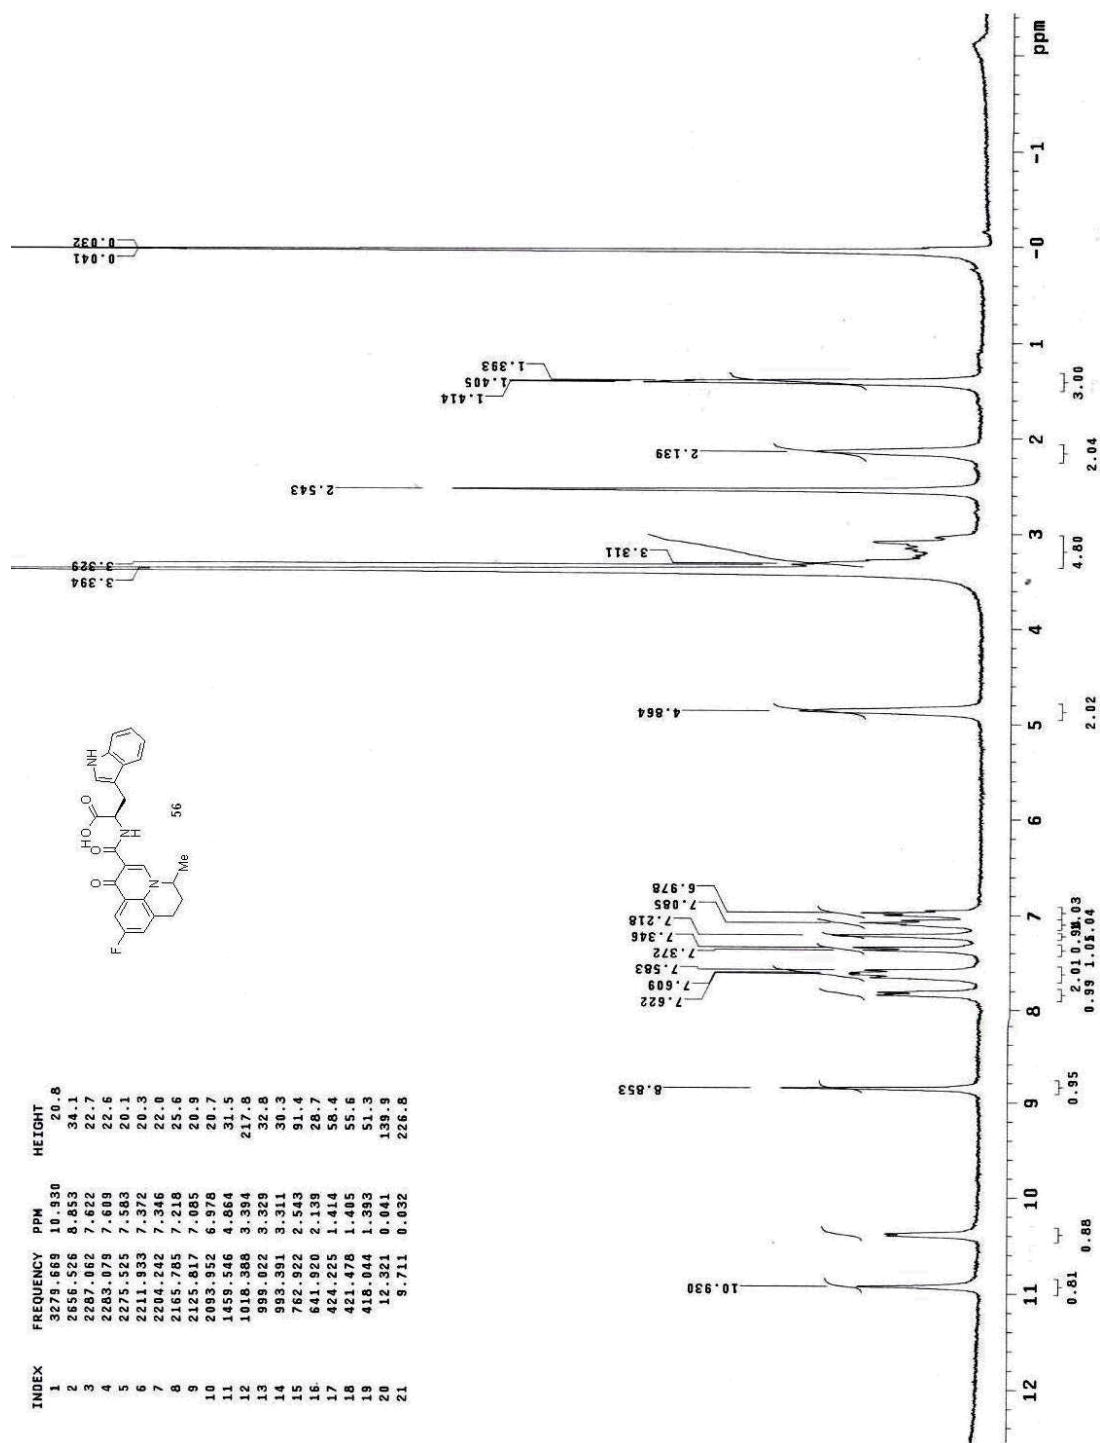 INDEX FREQUENCY PPM HEIGHT
1 3279.669 10.930 20.8
2 2656.526 8.853 34.1
3 2287.062 7.622 22.7
4 2283.079 7.609 22.6
5 2275.525 7.583 20.1
6 2211.933 7.372 20.3
7 2204.242 7.346 22.0
8 2165.785 7.218 25.6
9 2125.817 7.085 20.9
10 2093.952 6.978 20.7
11 1459.546 4.864 31.5
12 1018.388 3.394 217.8
13 999.022 3.329 32.8
14 993.391 3.311 30.3
15 762.922 2.543 91.4
16 641.920 2.139 28.7
17 424.225 1.414 58.4
18 421.478 1.405 55.6
19 418.044 1.393 51.3
20 12.321 0.041 139.9
21 9.711 0.032 226.8
F
O
O
HO
O
N
H
N
Me
NH
56
10.930
8.853
7.622
7.609
7.583
7.372
7.346
7.218
7.085
6.978
4.864
3.394
3.329
3.311
2.543
2.139
1.414
1.405
1.393
0.041
0.032
12 11 10 9 8 7 6 5 4 3 2 1 -0 -1 ppm
0.81
0.88
0.95
0.99
2.01
2.02
4.80
2.04
3.00